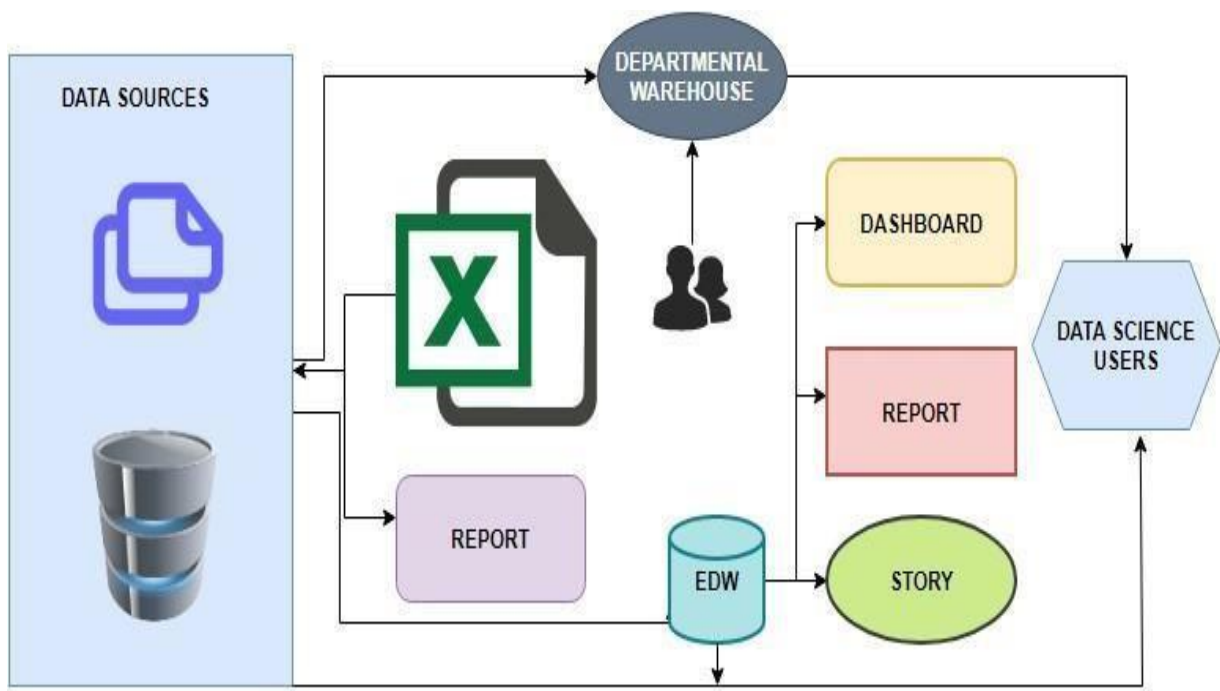 DATA SOURCES
DEPARTMENTAL
WAREHOUSE
X
DASHBOARD
DATA SCIENCE
USERS
REPORT
REPORT
EDW
STORY